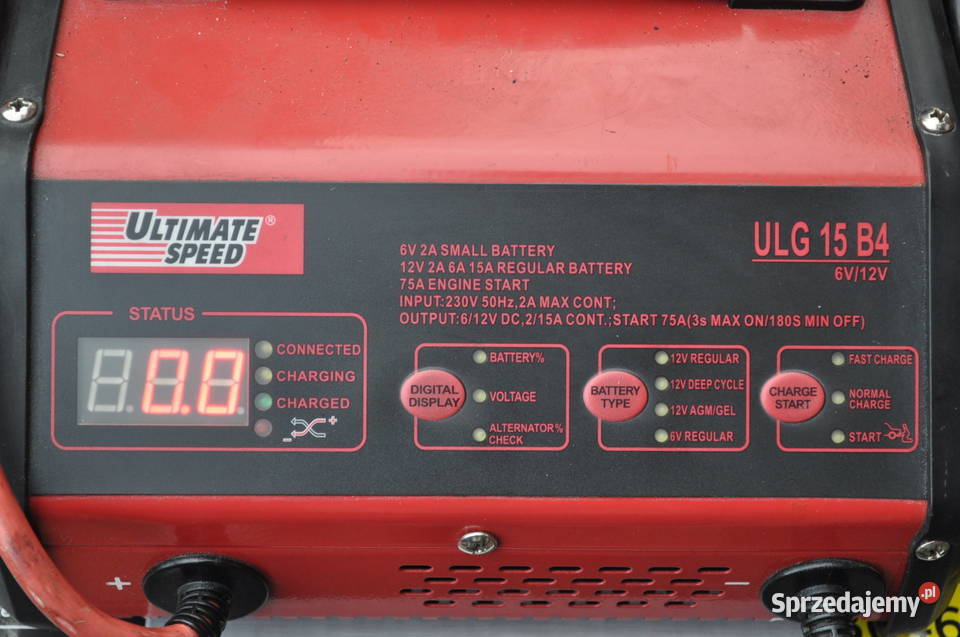 ULTIMATE
SPEED®
6V 2A SMALL BATTERY
12V 2A 6A 15A REGULAR BATTERY
75A ENGINE START
INPUT:230V 50Hz,2A MAX CONT;
OUTPUT:6/12V DC,2/15A CONT.;START 75A(3s MAX ON/180S MIN OFF)
ULG 15 B4
6V/12V
STATUS
0.0
CONNECTED
CHARGING
CHARGED
- +
DIGITAL
DISPLAY
BATTERY%
VOLTAGE
ALTERNATOR%
CHECK
BATTERY
TYPE
12V REGULAR
12V DEEP CYCLE
12V AGM/GEL
6V REGULAR
CHARGE
START
FAST CHARGE
NORMAL
CHARGE
START
+
-
Sprzedajemy.pl